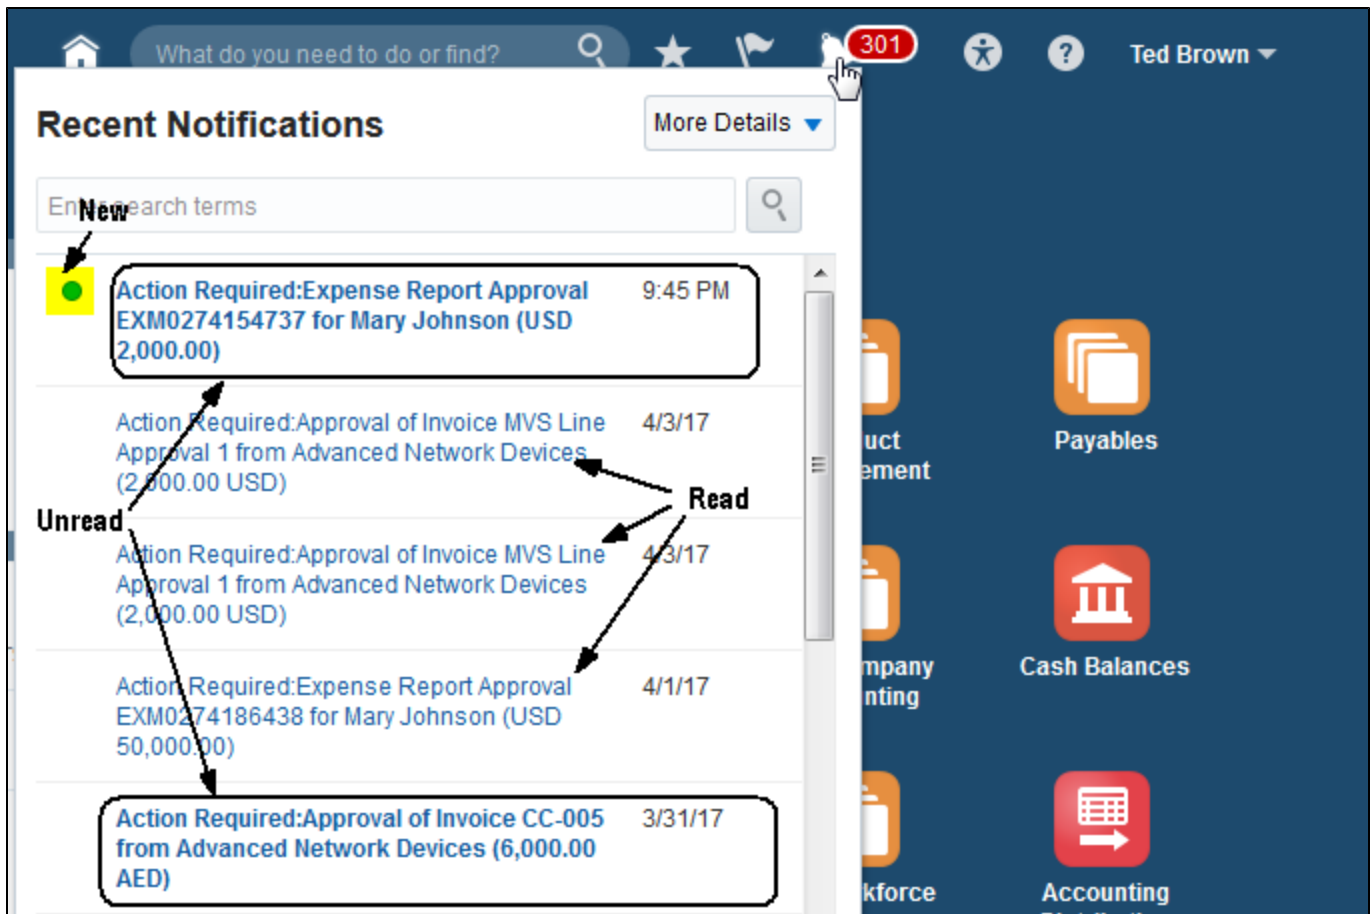 What do you need to do or find?
301
?
Ted Brown
Recent Notifications
More Details
Enter search terms
New
Action Required:Expense Report Approval
EXM0274154737 for Mary Johnson (USD
2,000.00)
9:45 PM
Action Required:Approval of Invoice MVS Line
Approval 1 from Advanced Network Devices
(2,000.00 USD)
4/3/17
Read
Unread
Action Required:Approval of Invoice MVS Line
Approval 1 from Advanced Network Devices
(2,000.00 USD)
4/3/17
Action Required:Expense Report Approval
EXM0274186438 for Mary Johnson (USD
50,000.00)
4/1/17
Action Required:Approval of Invoice CC-005
from Advanced Network Devices (6,000.00
AED)
3/31/17
uct
ement
Payables
mpany
nting
Cash Balances
kforce
Accounting